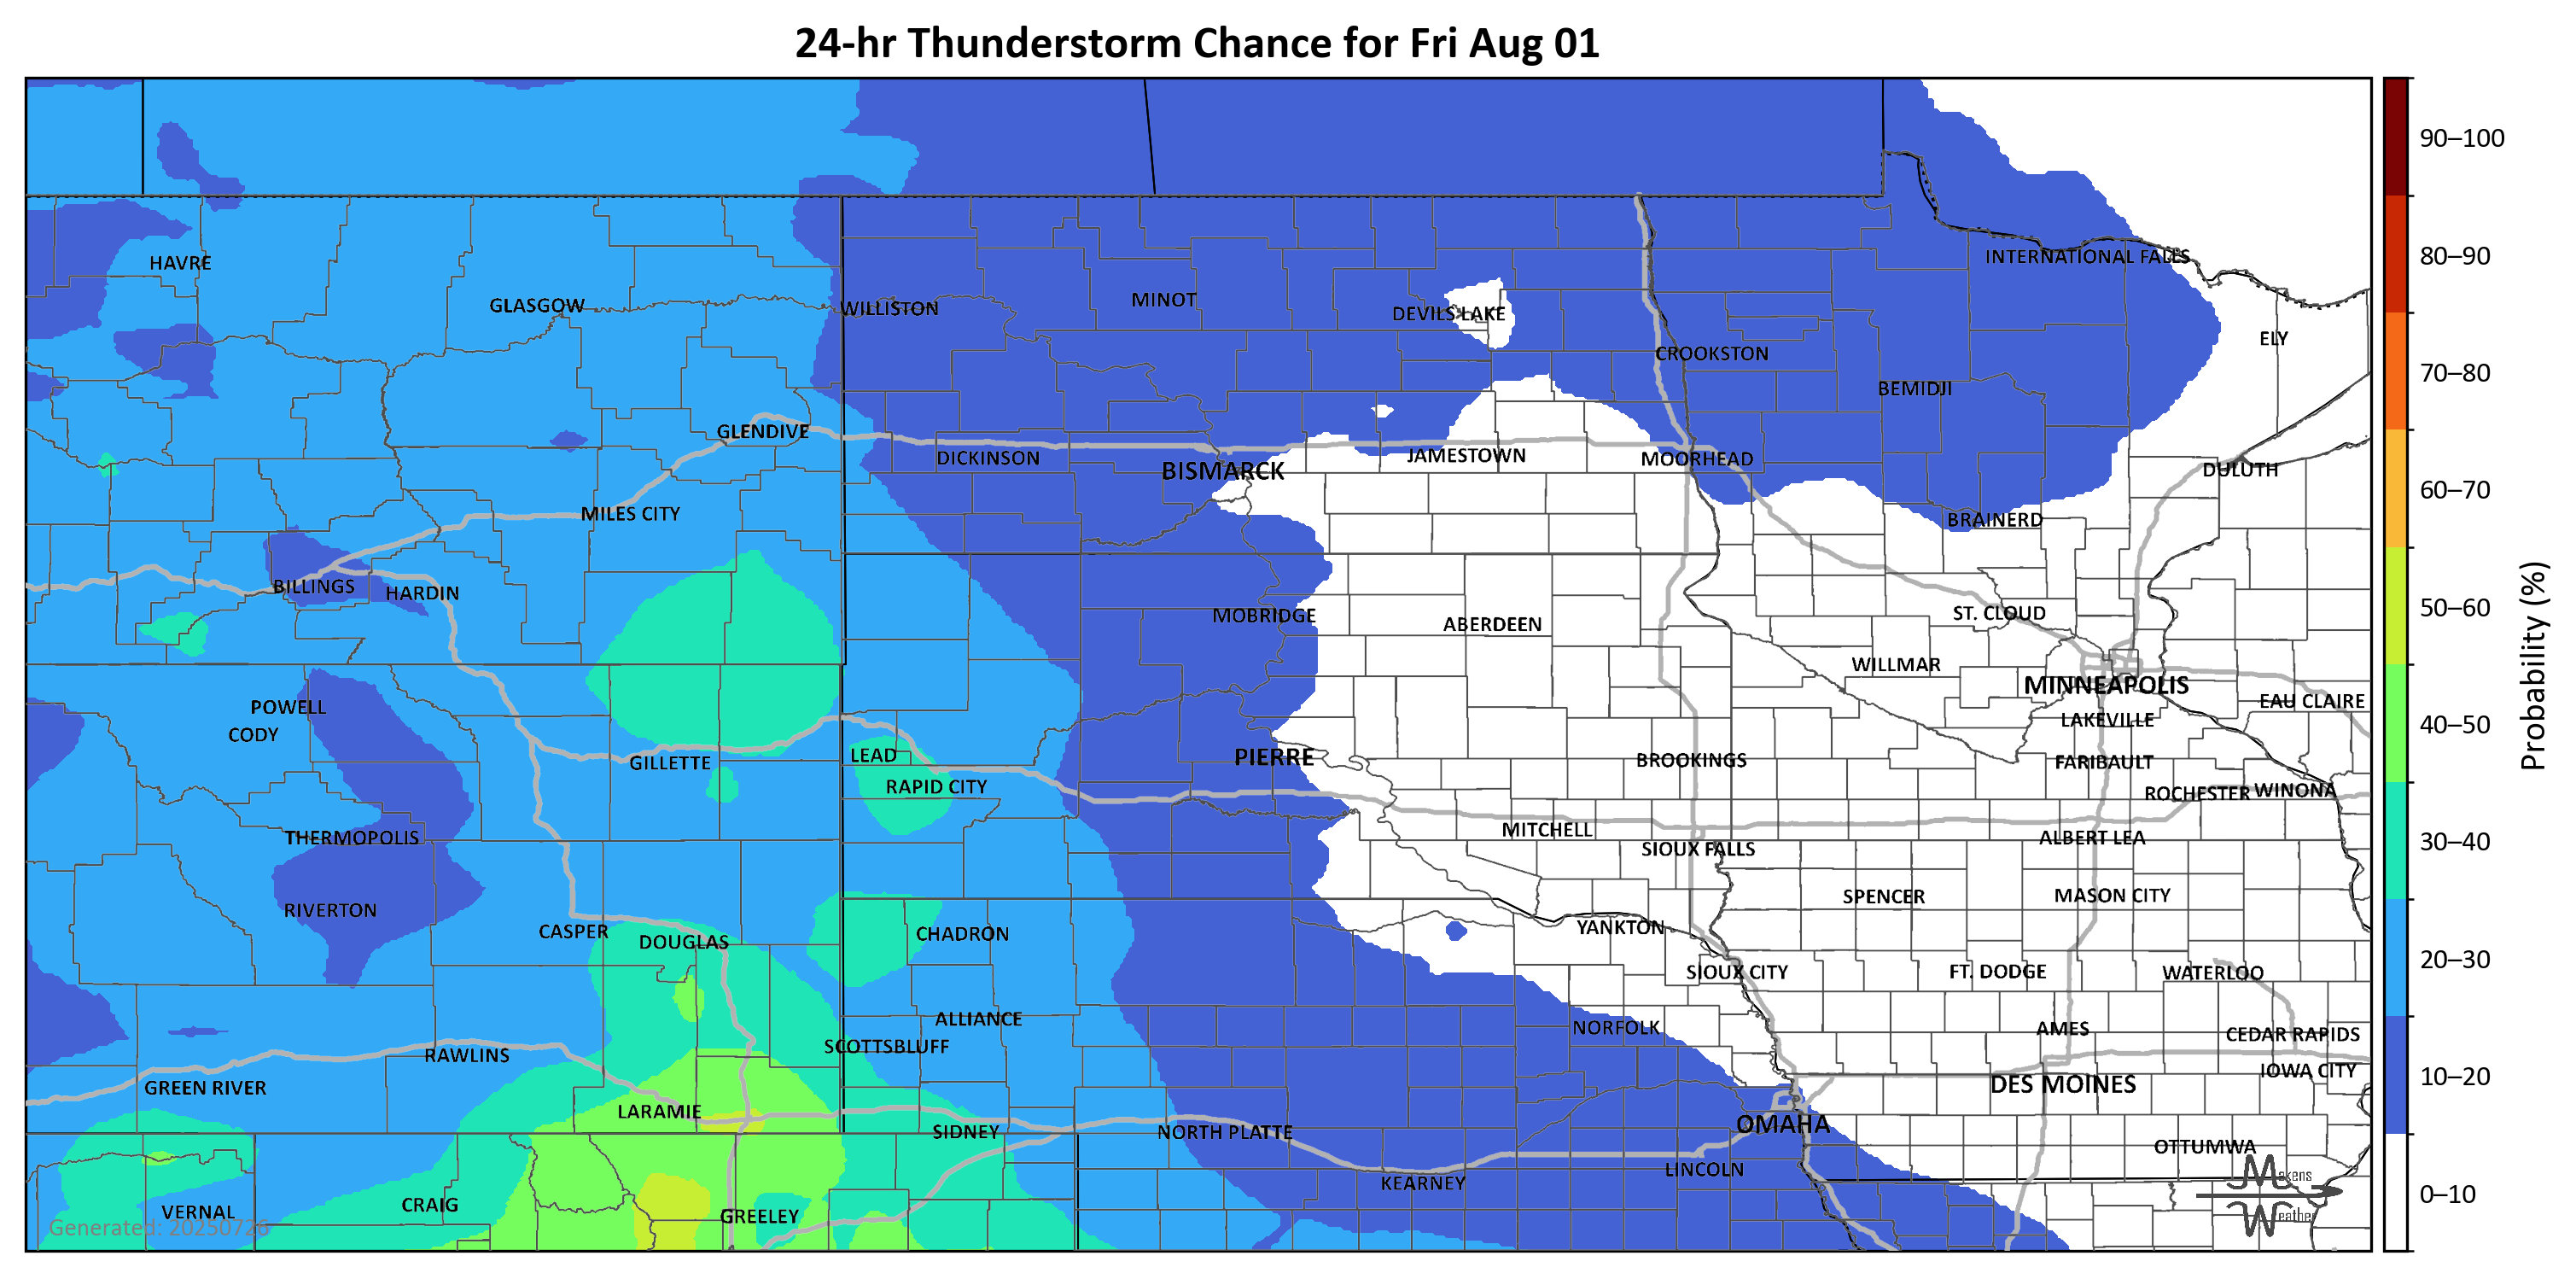 24-hr Thunderstorm Chance for Fri Aug 01
90–100
80–90
70–80
60–70
50–60
40–50
30–40
20–30
10–20
0–10
Probability (%)
INTERNATIONAL FALLS
HAVRE
GLASGOW
WILLISTON
MINOT
DEVILS LAKE
ELY
CROOKSTON
BEMIDJI
GLENDIVE
DICKINSON
BISMARCK
JAMESTOWN
MOORHEAD
DULUTH
MILES CITY
BRAINERD
BILLINGS
HARDIN
MOBRIDGE
ABERDEEN
ST. CLOUD
WILLMAR
MINNEAPOLIS
EAU CLAIRE
POWELL
CODY
LAKEVILLE
LEAD
PIERRE
BROOKINGS
FARIBAULT
GILLETTE
RAPID CITY
ROCHESTER
WINONA
THERMOPOLIS
MITCHELL
ALBERT LEA
SIOUX FALLS
RIVERTON
SPENCER
MASON CITY
CASPER
DOUGLAS
CHADRON
YANKTON
SIOUX CITY
FT. DODGE
WATERLOO
ALLIANCE
NORFOLK
AMES
CEDAR RAPIDS
RAWLINS
SCOTTSBLUFF
IOWA CITY
GREEN RIVER
DES MOINES
LARAMIE
SIDNEY
NORTH PLATTE
OMAHA
OTTUMWA
LINCOLN
KEARNEY
VERNAL
CRAIG
GREELEY
Generated: 20250726
Makens
Weather